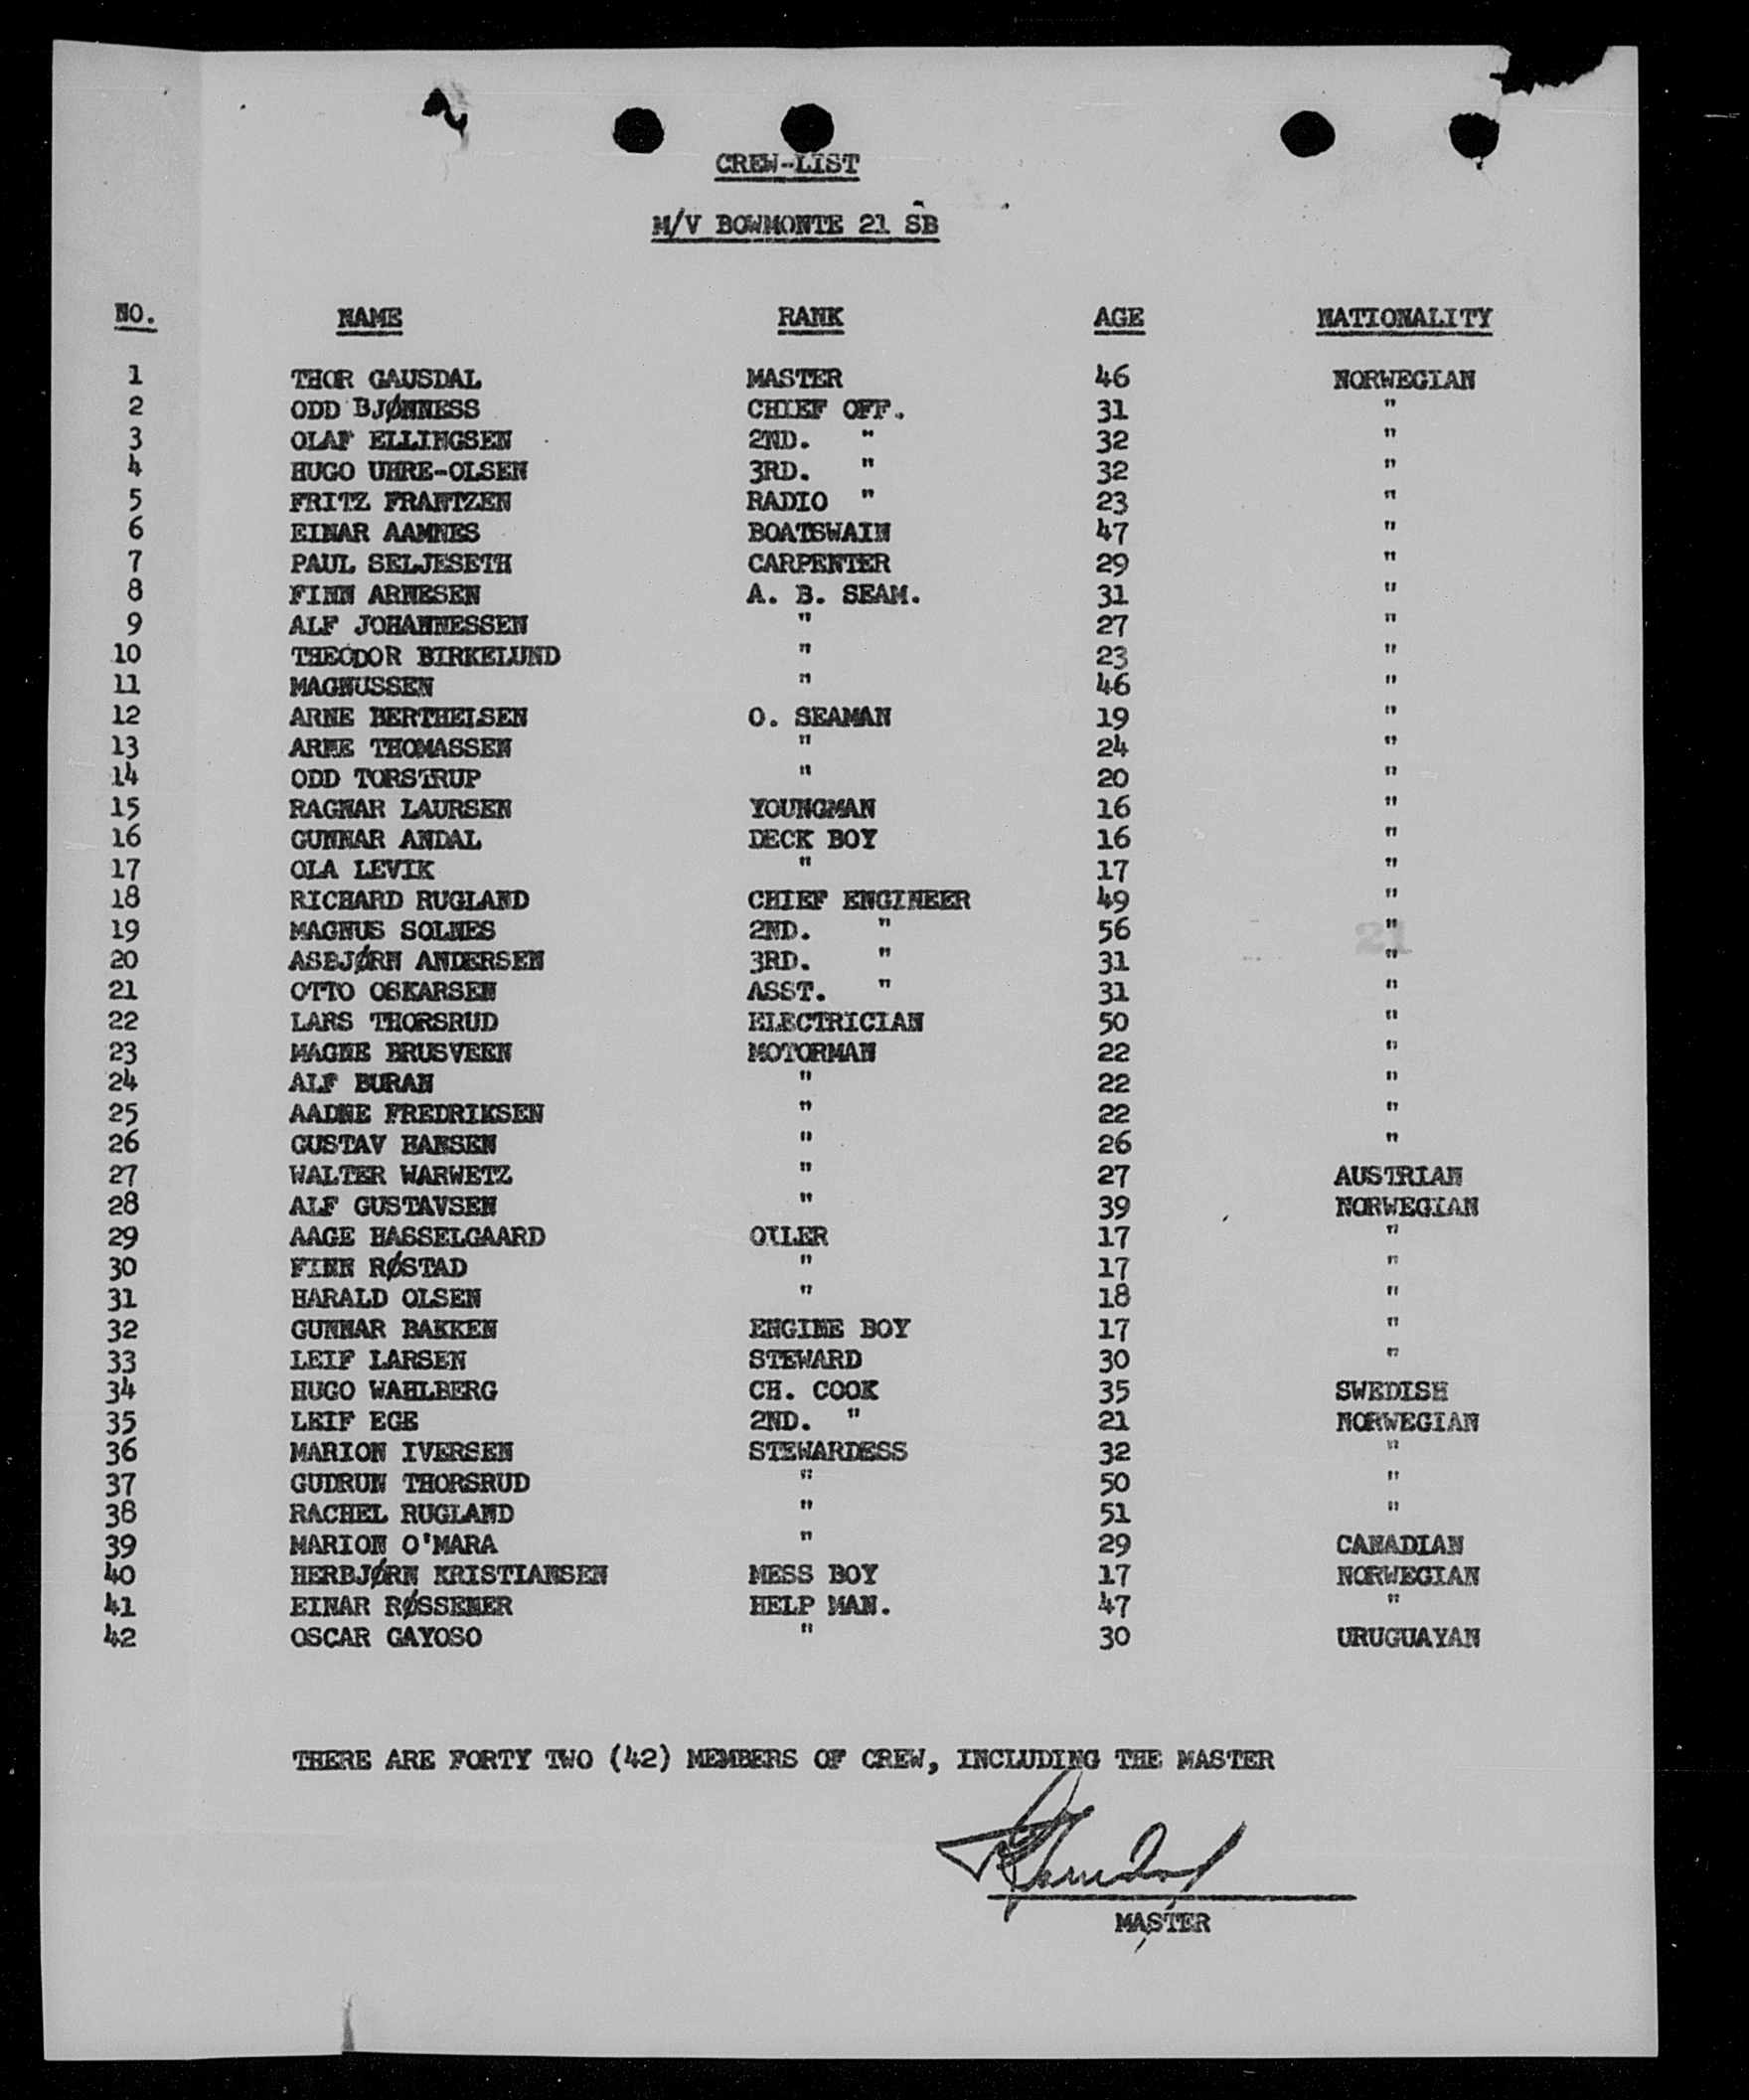 CREW-LIST
M/V BOWMONTE 21 SB
NO. NAME RANK AGE NATIONALITY
1 THOR GAUSDAL MASTER 46 NORWEGIAN
2 ODD BJØNNESS CHIEF OFF. 31 "
3 OLAF ELLINGSEN 2ND. " 32 "
4 HUGO UHRE-OLSEN 3RD. " 32 "
5 FRITZ FRANTZEN RADIO " 23 "
6 EINAR AAMNES BOATSWAIN 47 "
7 PAUL SELJESETH CARPENTER 29 "
8 FINN ARNESEN A. B. SEAM. 31 "
9 ALF JOHANNESSEN " 27 "
10 THEODOR BIRKELUND " 23 "
11 MAGNUSSEN " 46 "
12 ARNE BERTHELSEN O. SEAMAN 19 "
13 ARNE THOMASSEN " 24 "
14 ODD TORSTRUP " 20 "
15 RAGNAR LAURSEN YOUNGMAN 16 "
16 GUNNAR ANDAL DECK BOY 16 "
17 OLA LEVIK " 17 "
18 RICHARD RUGLAND CHIEF ENGINEER 49 "
19 MAGNUS SOLNES 2ND. " 56 "
20 ASBJØRN ANDERSEN 3RD. " 31 "
21 OTTO OSKARSEN ASST. " 31 "
22 LARS THORSRUD ELECTRICIAN 50 "
23 MAGNE BRUSVEEN MOTORMAN 22 "
24 ALF BURAN " 22 "
25 AADNE FREDRIKSEN " 22 "
26 GUSTAV HANSEN " 26 "
27 WALTER WARWETZ " 27 AUSTRIAN
28 ALF GUSTAVSEN " 39 NORWEGIAN
29 AAGE HASSELGAARD OILER 17 "
30 FINN RØSTAD " 17 "
31 HARALD OLSEN " 18 "
32 GUNNAR BAKKEN ENGINE BOY 17 "
33 LEIF LARSEN STEWARD 30 "
34 HUGO WAHLBERG CH. COOK 35 SWEDISH
35 LEIF EGE 2ND. " 21 NORWEGIAN
36 MARION IVERSEN STEWARDESS 32 "
37 GUDRUN THORSRUD " 50 "
38 RACHEL RUGLAND " 51 "
39 MARION O'MARA " 29 CANADIAN
40 HERBJØRN KRISTIANSEN MESS BOY 17 NORWEGIAN
41 EINAR RØSSENER HELP MAN. 47 "
42 OSCAR GAYOSO " 30 URUGUAYAN
THERE ARE FORTY TWO (42) MEMBERS OF CREW, INCLUDING THE MASTER
MASTER